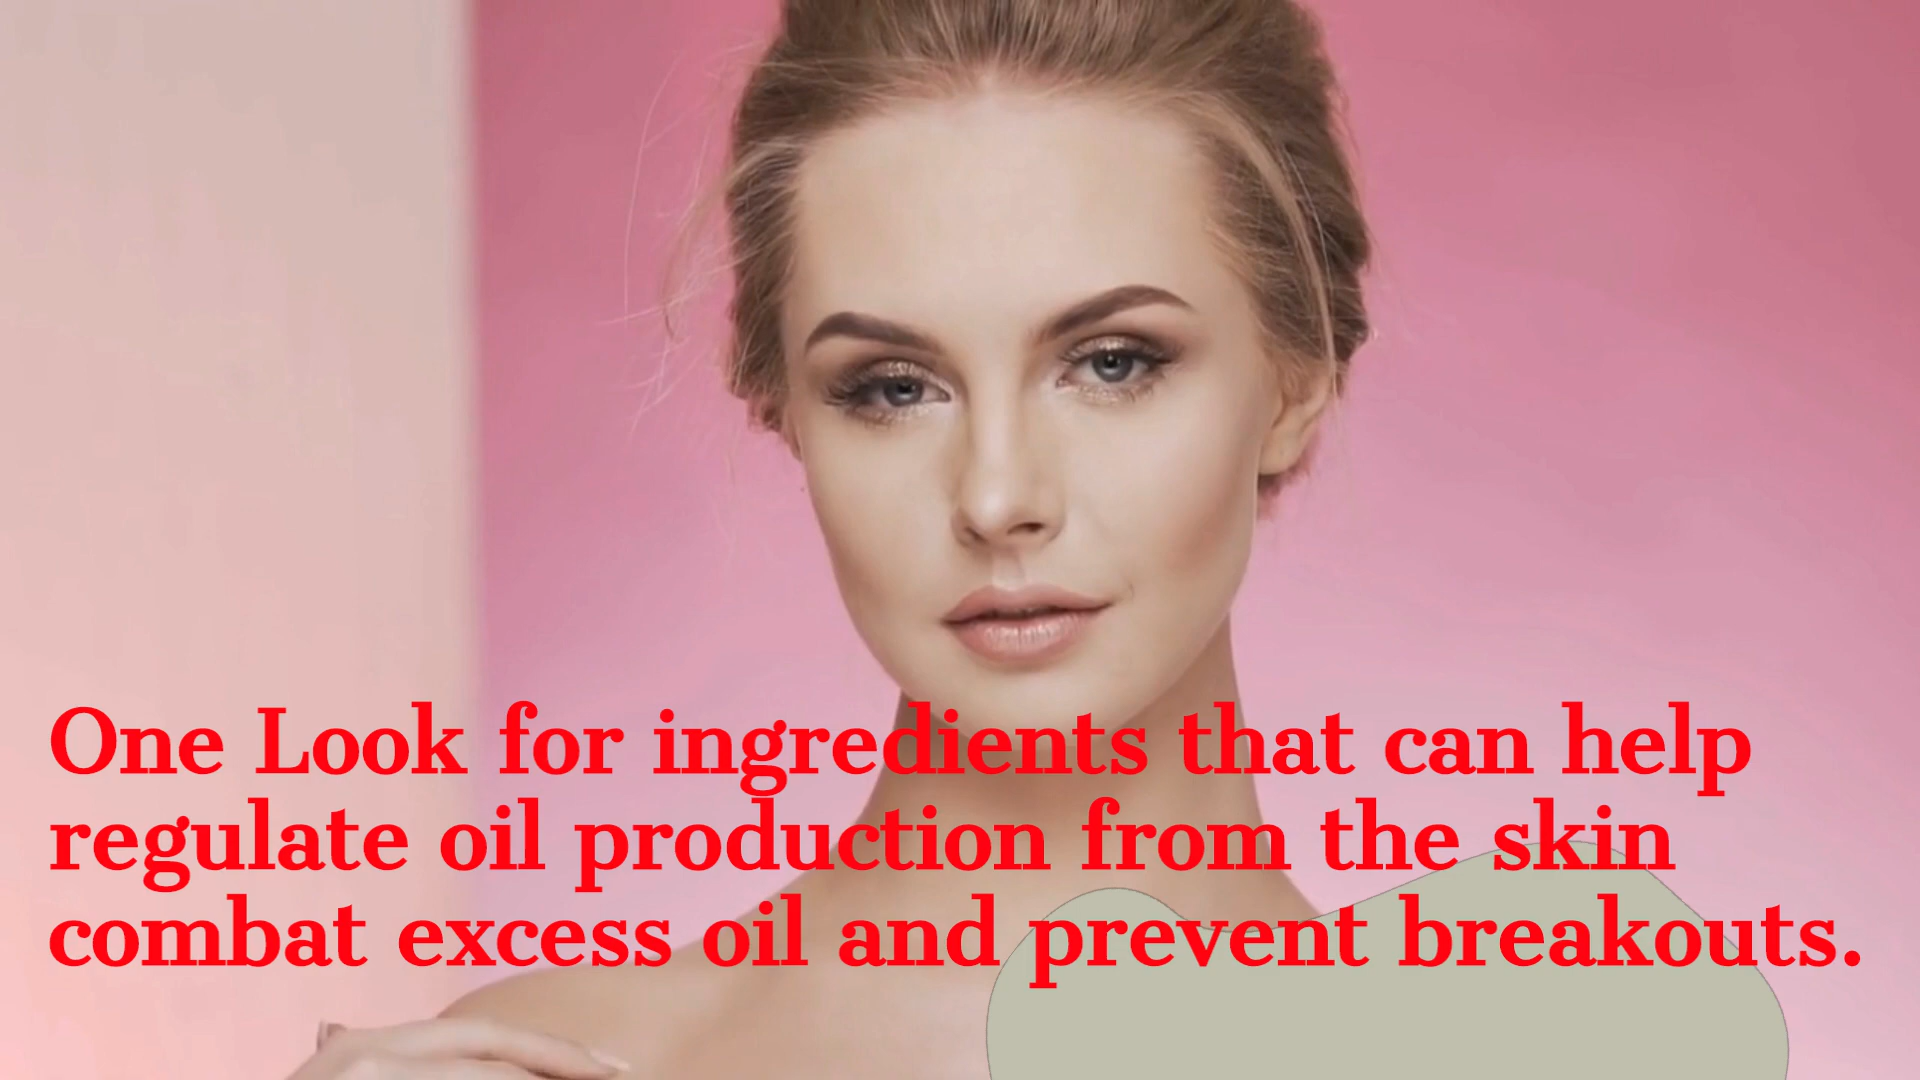 One Look for ingredients that can help
regulate oil production from the skin
combat excess oil and prevent breakouts.